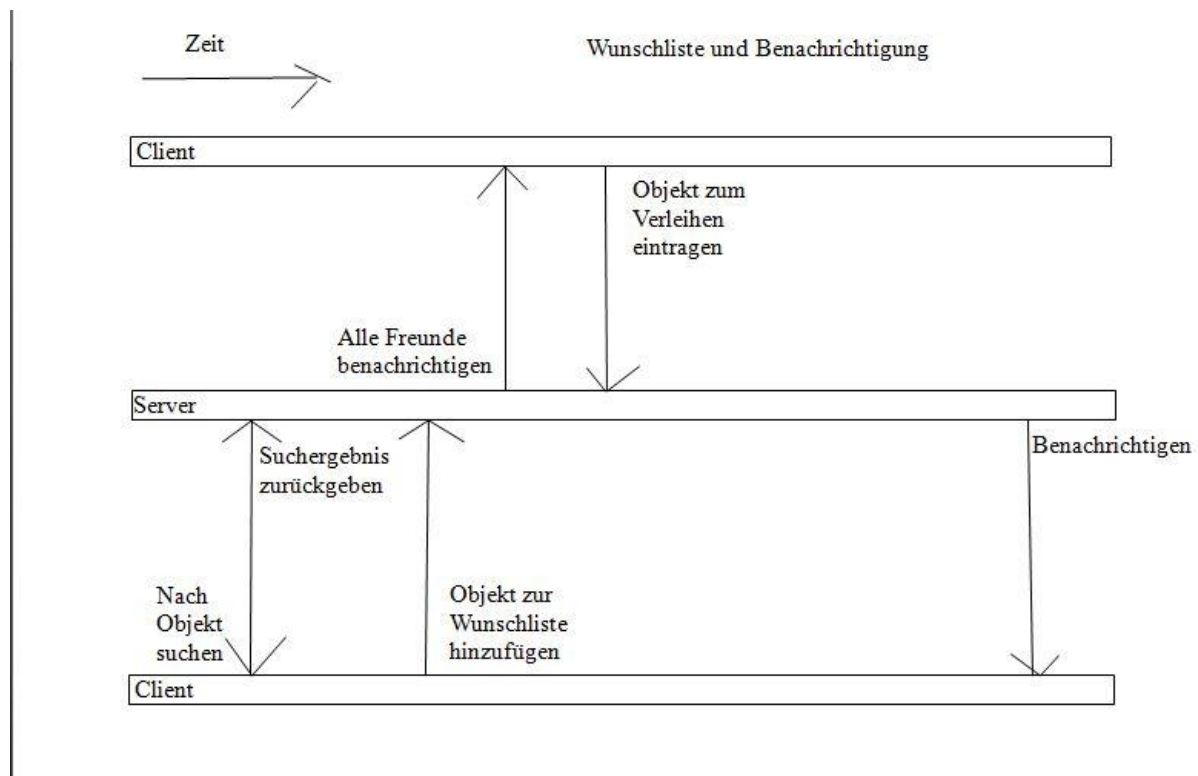 Zeit
Wunschliste und Benachrichtigung
Client
Objekt zum
Verleihen
eintragen
Alle Freunde
benachrichtigen
Server
Suchergebnis
zurückgeben
Benachrichtigen
Nach
Objekt
suchen
Objekt zur
Wunschliste
hinzufügen
Client